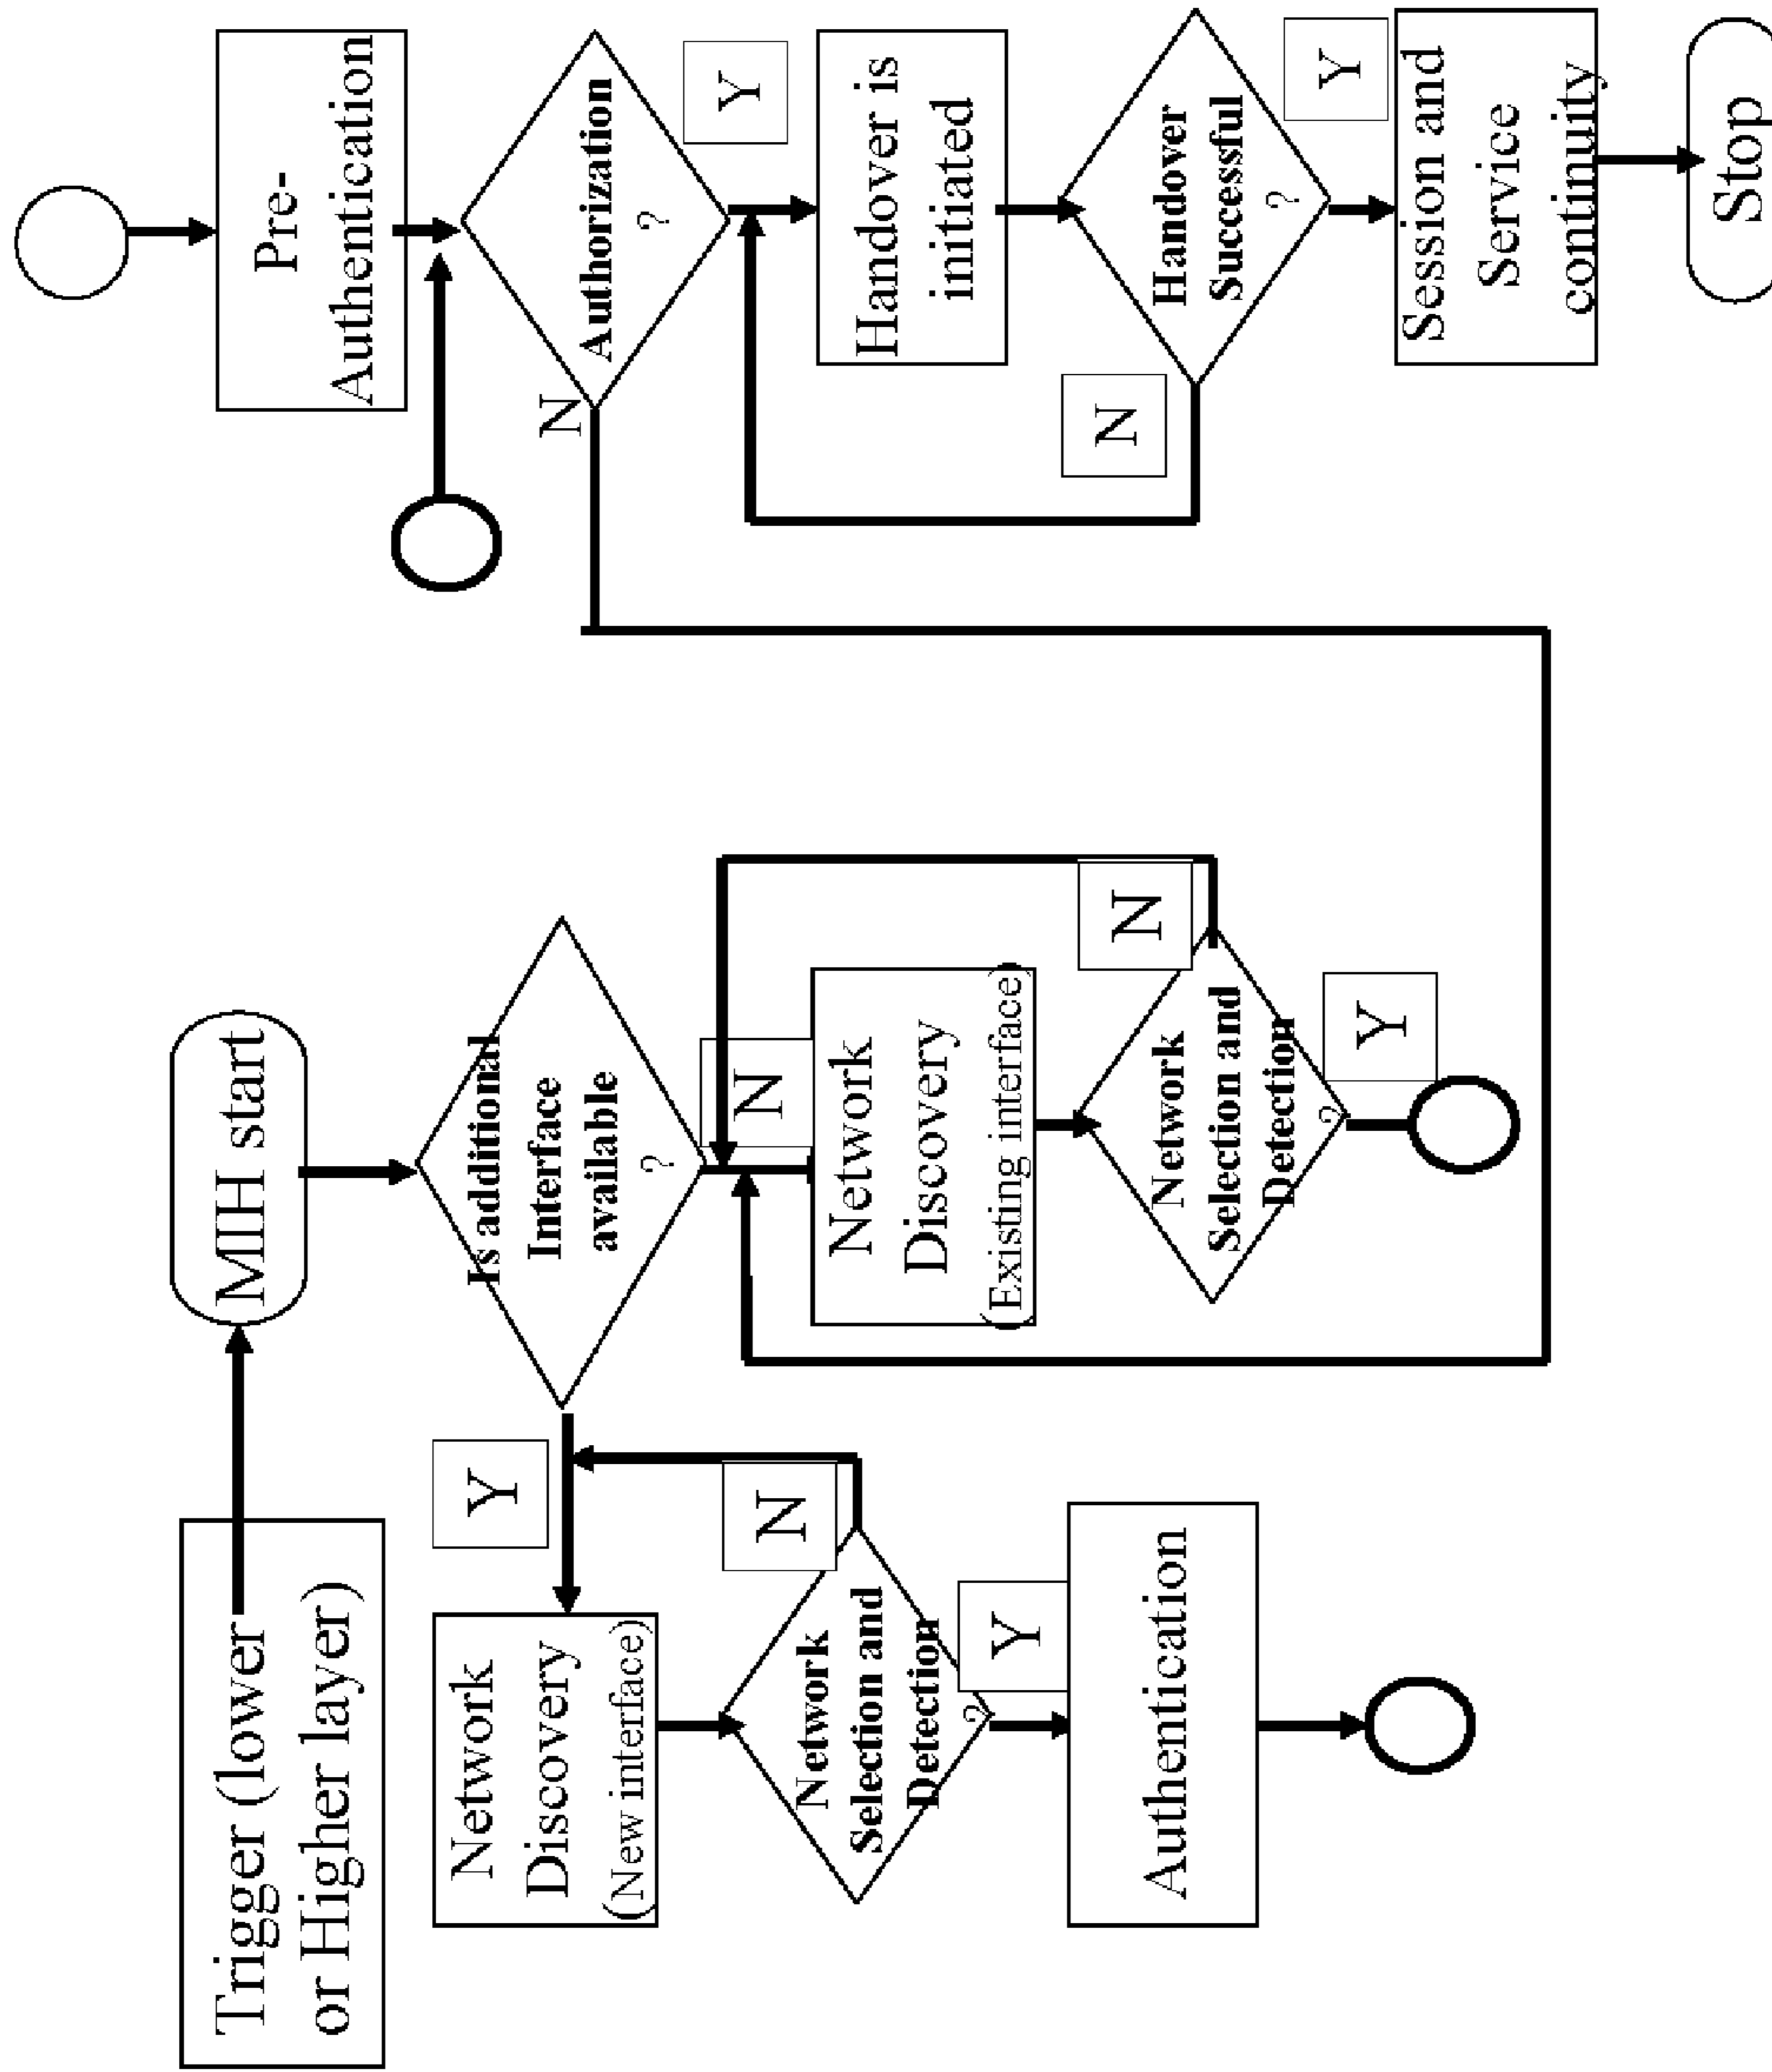 Trigger (lower
or Higher layer)
MIH start
Is additional
Interface
available
?
Y
N
Network
Discovery
(New interface)
Network
Selection and
Detection
?
N
Y
Authentication
Network
Discovery
(Existing interface)
Network
Selection and
Detection
?
N
Y
Pre-
Authentication
Authorization
?
N
Y
Handover is
initiated
Handover
Successful
?
N
Y
Session and
Service
continuity
Stop